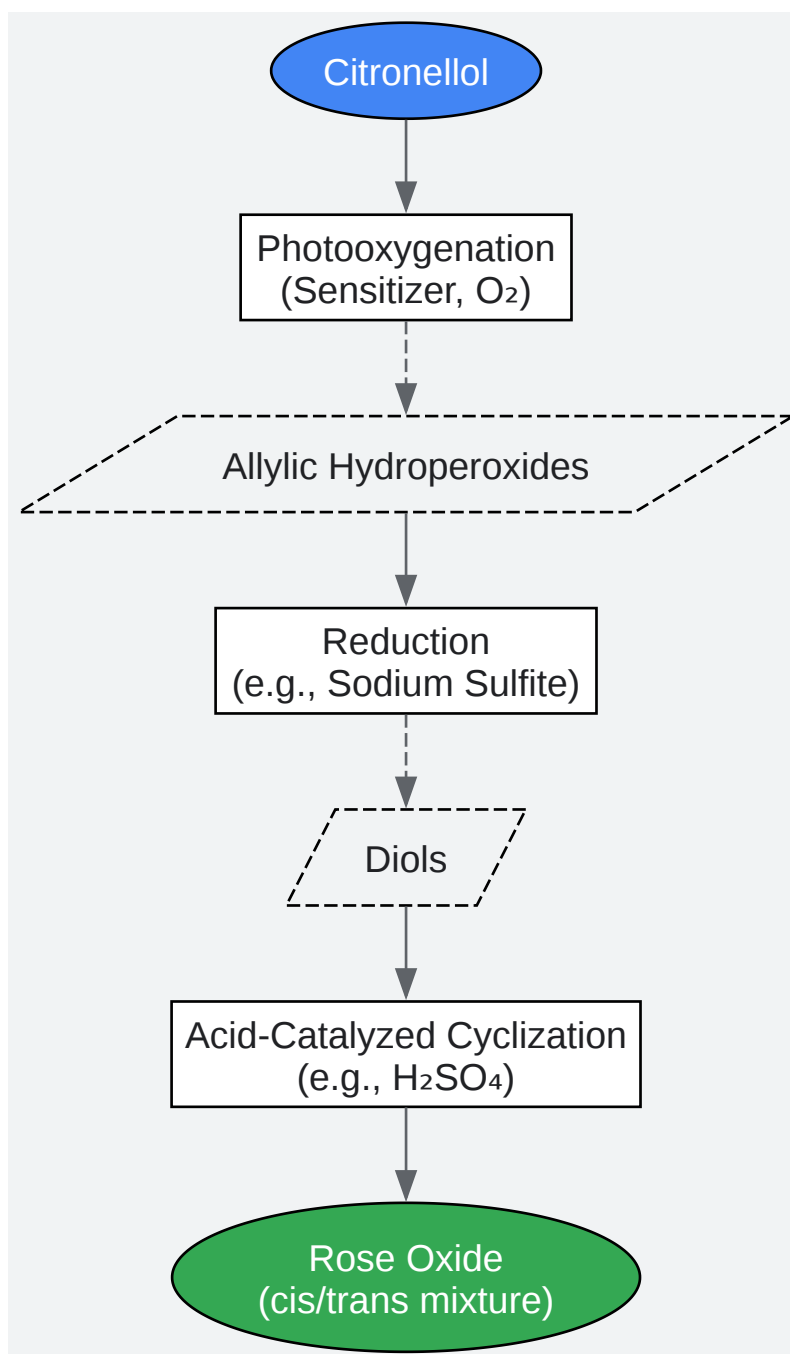 Citronellol
Photooxygenation
(Sensitizer, O₂)
Allylic Hydroperoxides
Reduction
(e.g., Sodium Sulfite)
Diols
Acid-Catalyzed Cyclization
(e.g., H₂SO₄)
Rose Oxide
(cis/trans mixture)